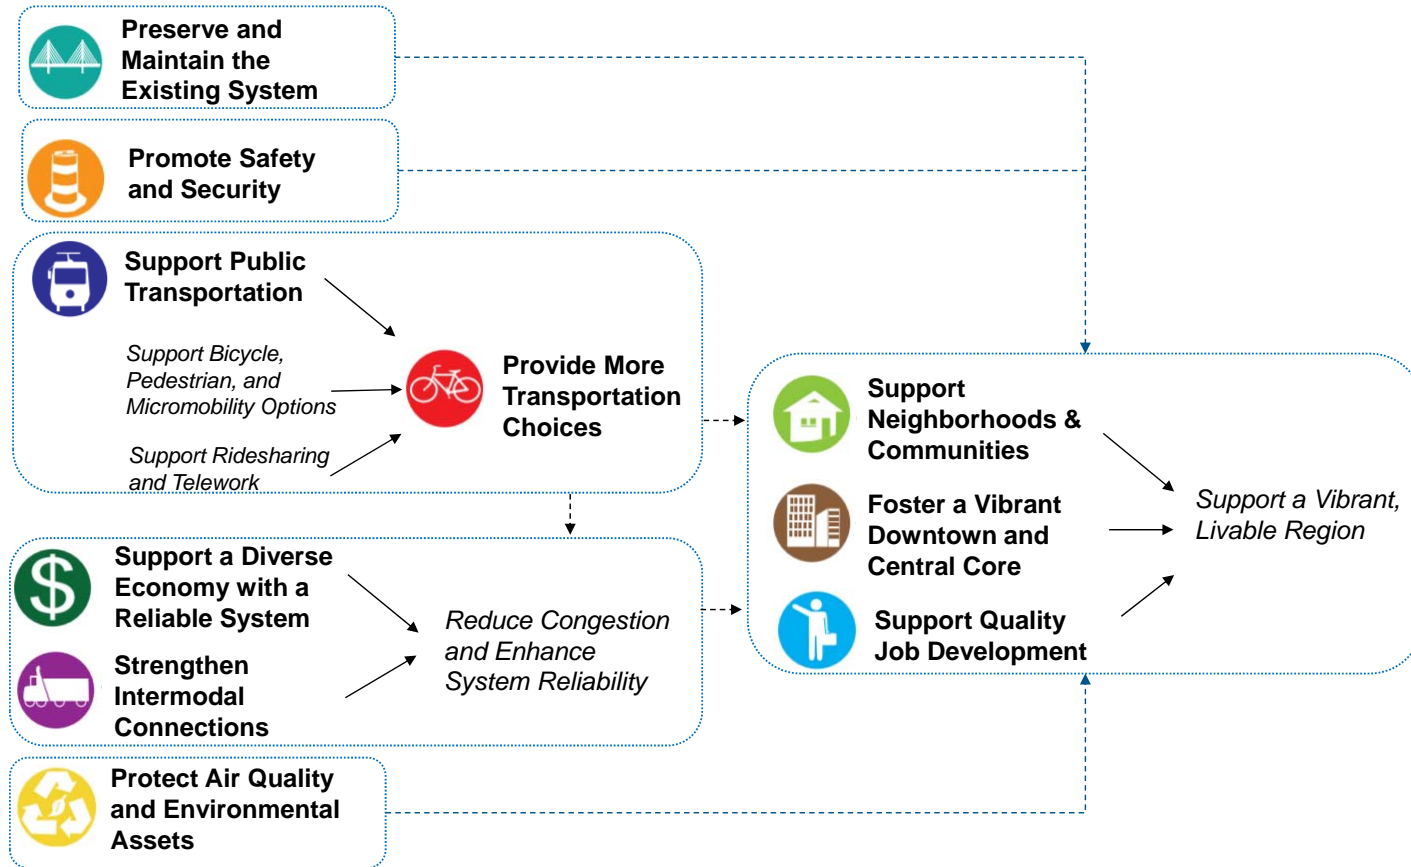 Preserve and
Maintain the
Existing System
Promote Safety
and Security
Support Public
Transportation
Support Bicycle,
Pedestrian, and
Micromobility Options
Support Ridesharing
and Telework
Provide More
Transportation
Choices
Support a Diverse
Economy with a
Reliable System
Strengthen
Intermodal
Connections
Reduce Congestion
and Enhance
System Reliability
Protect Air Quality
and Environmental
Assets
Support
Neighborhoods &
Communities
Foster a Vibrant
Downtown and
Central Core
Support Quality
Job Development
Support a Vibrant,
Livable Region
$